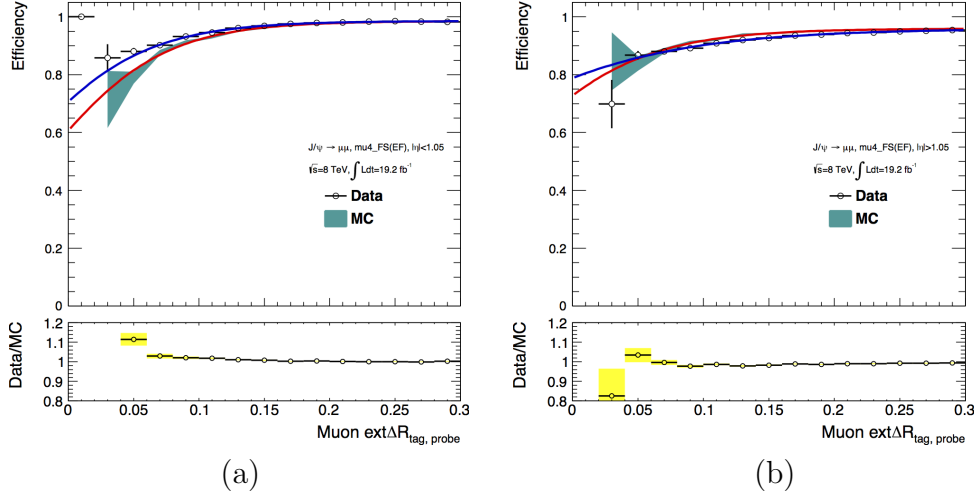 Efficiency
1
0.8
0.6
0.4
0.2
0
J/ψ → μμ, mu4_FS(EF), |η|<1.05
√s=8 TeV, ∫ Ldt=19.2 fb⁻¹
Data
MC
Data/MC
1.2
1.1
1
0.9
0.8
0 0.05 0.1 0.15 0.2 0.25 0.3
Muon extΔR_tag, probe
(a)
Efficiency
1
0.8
0.6
0.4
0.2
0
J/ψ → μμ, mu4_FS(EF), |η|>1.05
√s=8 TeV, ∫ Ldt=19.2 fb⁻¹
Data
MC
Data/MC
1.2
1.1
1
0.9
0.8
0 0.05 0.1 0.15 0.2 0.25 0.3
Muon extΔR_tag, probe
(b)